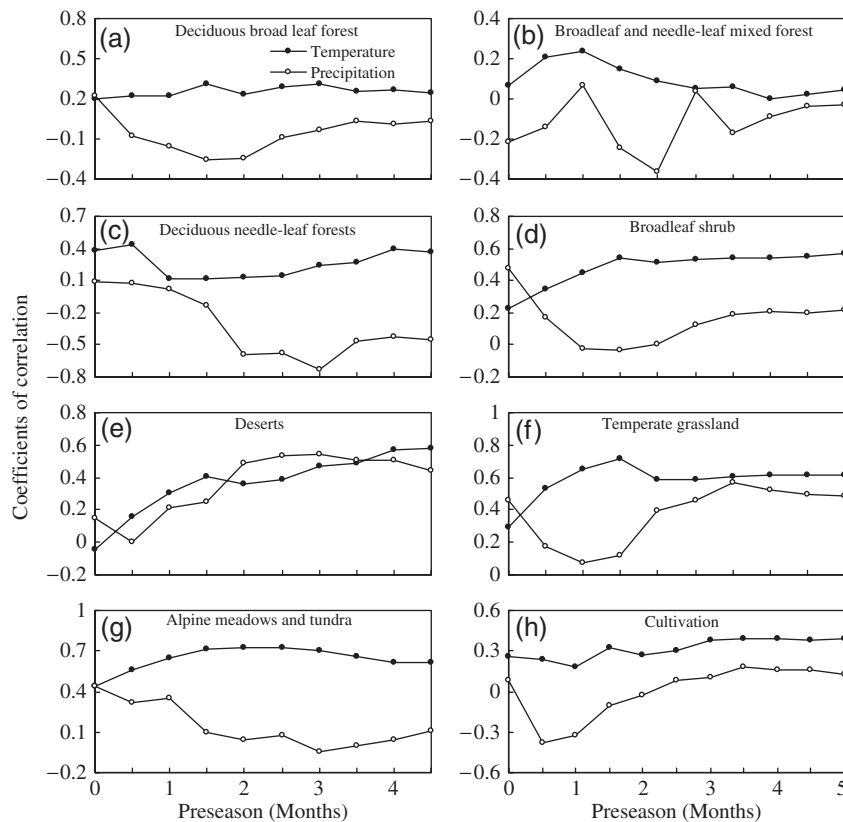 Coefficients of correlation
(a)
Deciduous broad leaf forest
Temperature
Precipitation
0.8
0.5
0.2
−0.1
−0.4
(b)
Broadleaf and needle-leaf mixed forest
0.4
0.2
0
−0.2
−0.4
(c)
Deciduous needle-leaf forests
0.7
0.4
0.1
−0.2
−0.5
−0.8
(d)
Broadleaf shrub
0.8
0.6
0.4
0.2
0
−0.2
(e)
Deserts
0.8
0.6
0.4
0.2
0
−0.2
(f)
Temperate grassland
1
0.8
0.6
0.4
0.2
0
(g)
Alpine meadows and tundra
1
0.7
0.4
0.1
−0.2
0 1 2 3 4
Preseason (Months)
(h)
Cultivation
0.6
0.3
0
−0.3
−0.6
0 1 2 3 4 5
Preseason (Months)